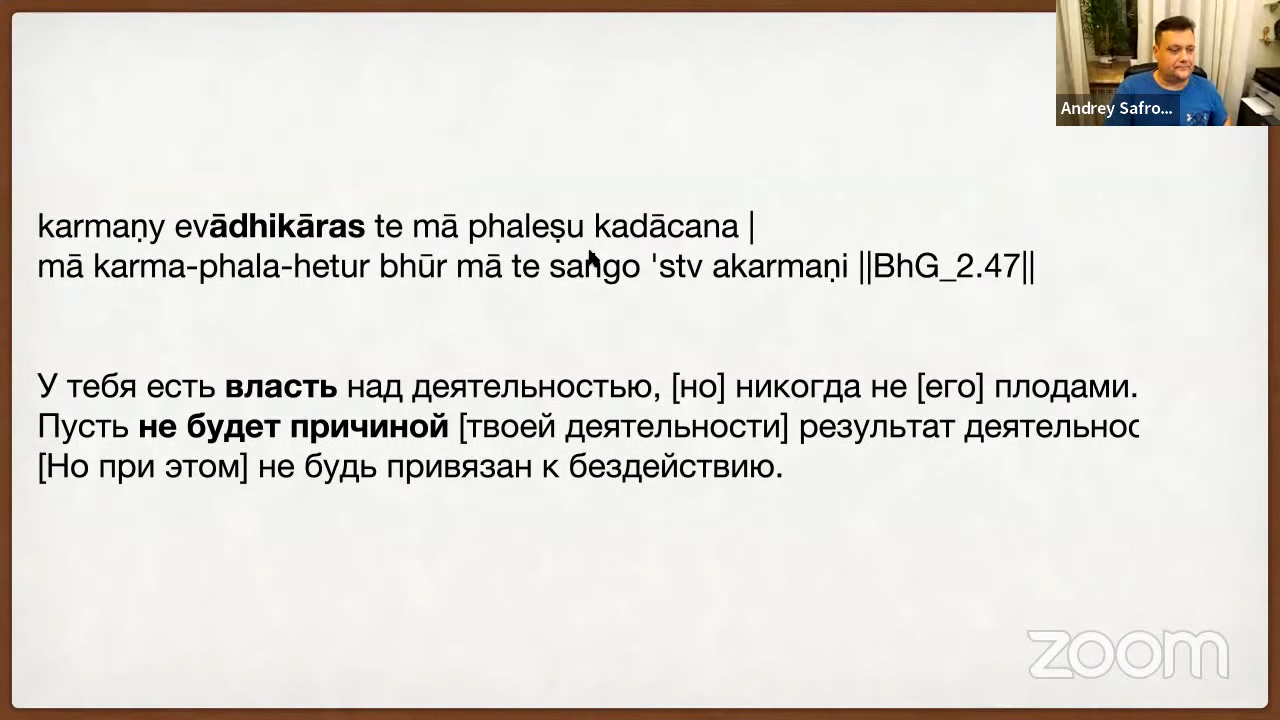 Andrey Safro...
karmaṇy evādhikāras te mā phaleṣu kadācana |
mā karma-phala-hetur bhūr mā te saṅgo 'stv akarmaṇi ||BhG_2.47||
У тебя есть власть над деятельностью, [но] никогда не [его] плодами.
Пусть не будет причиной [твоей деятельности] результат деятельнос
[Но при этом] не будь привязан к бездействию.
zoom